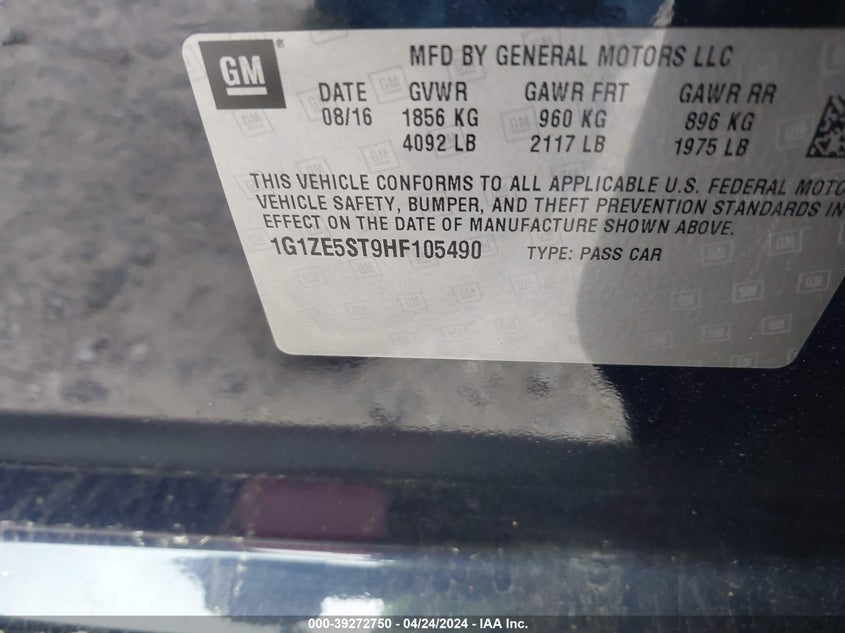 GM
MFD BY GENERAL MOTORS LLC
DATE GVWR GAWR FRT GAWR RR
08/16 1856 KG 960 KG 896 KG
4092 LB 2117 LB 1975 LB
THIS VEHICLE CONFORMS TO ALL APPLICABLE U.S. FEDERAL MOTO
VEHICLE SAFETY, BUMPER, AND THEFT PREVENTION STANDARDS IN
EFFECT ON THE DATE OF MANUFACTURE SHOWN ABOVE.
1G1ZE5ST9HF105490 TYPE: PASS CAR
000-39272750 - 04/24/2024 - IAA Inc.